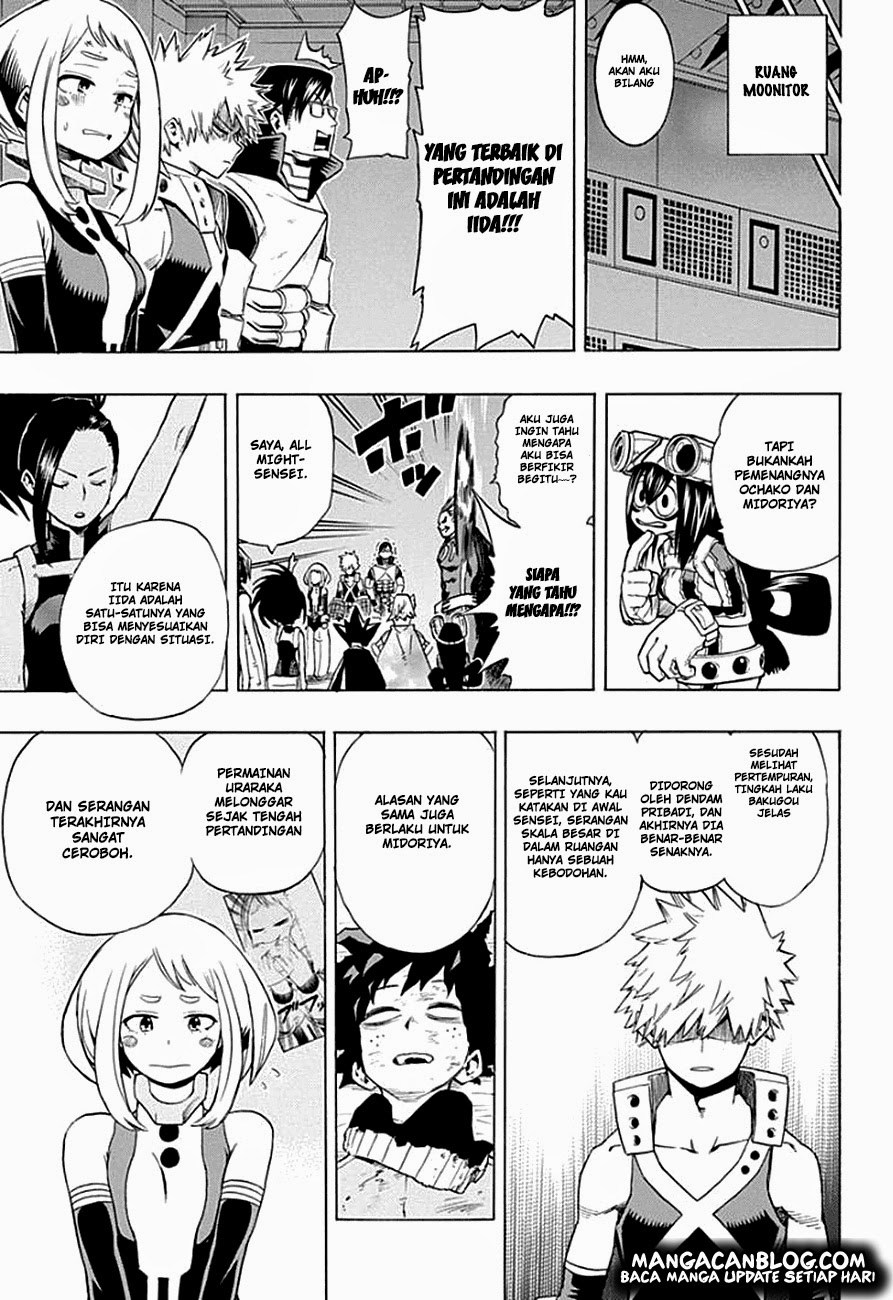 RUANG
MOONITOR
HMM,
AKAN AKU
BILANG
YANG TERBAIK DI
PERTANDINGAN
INI ADALAH
IIDA!!!
AP-
HUH!!?
TAPI
BUKANKAH
PEMENANGNYA
OCHAKO DAN
MIDORIYA?
AKU JUGA
INGIN TAHU
MENGAPA
AKU BISA
BERFIKIR
BEGITU~~?
SIAPA
YANG TAHU
MENGAPA!!?
SAYA, ALL
MIGHT-
SENSEI.
ITU KARENA
IIDA ADALAH
SATU-SATUNYA YANG
BISA MENYESUAIKAN
DIRI DENGAN SITUASI.
SESUDAH
MELIHAT
PERTEMPURAN,
TINGKAH LAKU
BAKUGOU
JELAS
DIDORONG
OLEH DENDAM
PRIBADI, DAN
AKHIRNYA DIA
BENAR-BENAR
SENAKNYA.
SELANJUTNYA,
SEPERTI YANG KAU
KATAKAN DI AWAL
SENSEI, SERANGAN
SKALA BESAR DI
DALAM RUANGAN
HANYA SEBUAH
KEBODOHAN.
ALASAN YANG
SAMA JUGA
BERLAKU UNTUK
MIDORIYA.
PERMAINAN
URARAKA
MELONGGAR
SEJAK TENGAH
PERTANDINGAN
DAN SERANGAN
TERAKHIRNYA
SANGAT
CEROBOH.
MANGACANBLOG.COM
BACA MANGA UPDATE SETIAP HARI